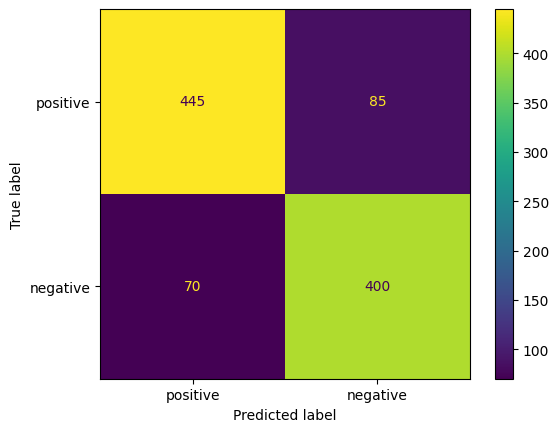 True label
positive
445
85
negative
70
400
positive
negative
Predicted label
400
350
300
250
200
150
100